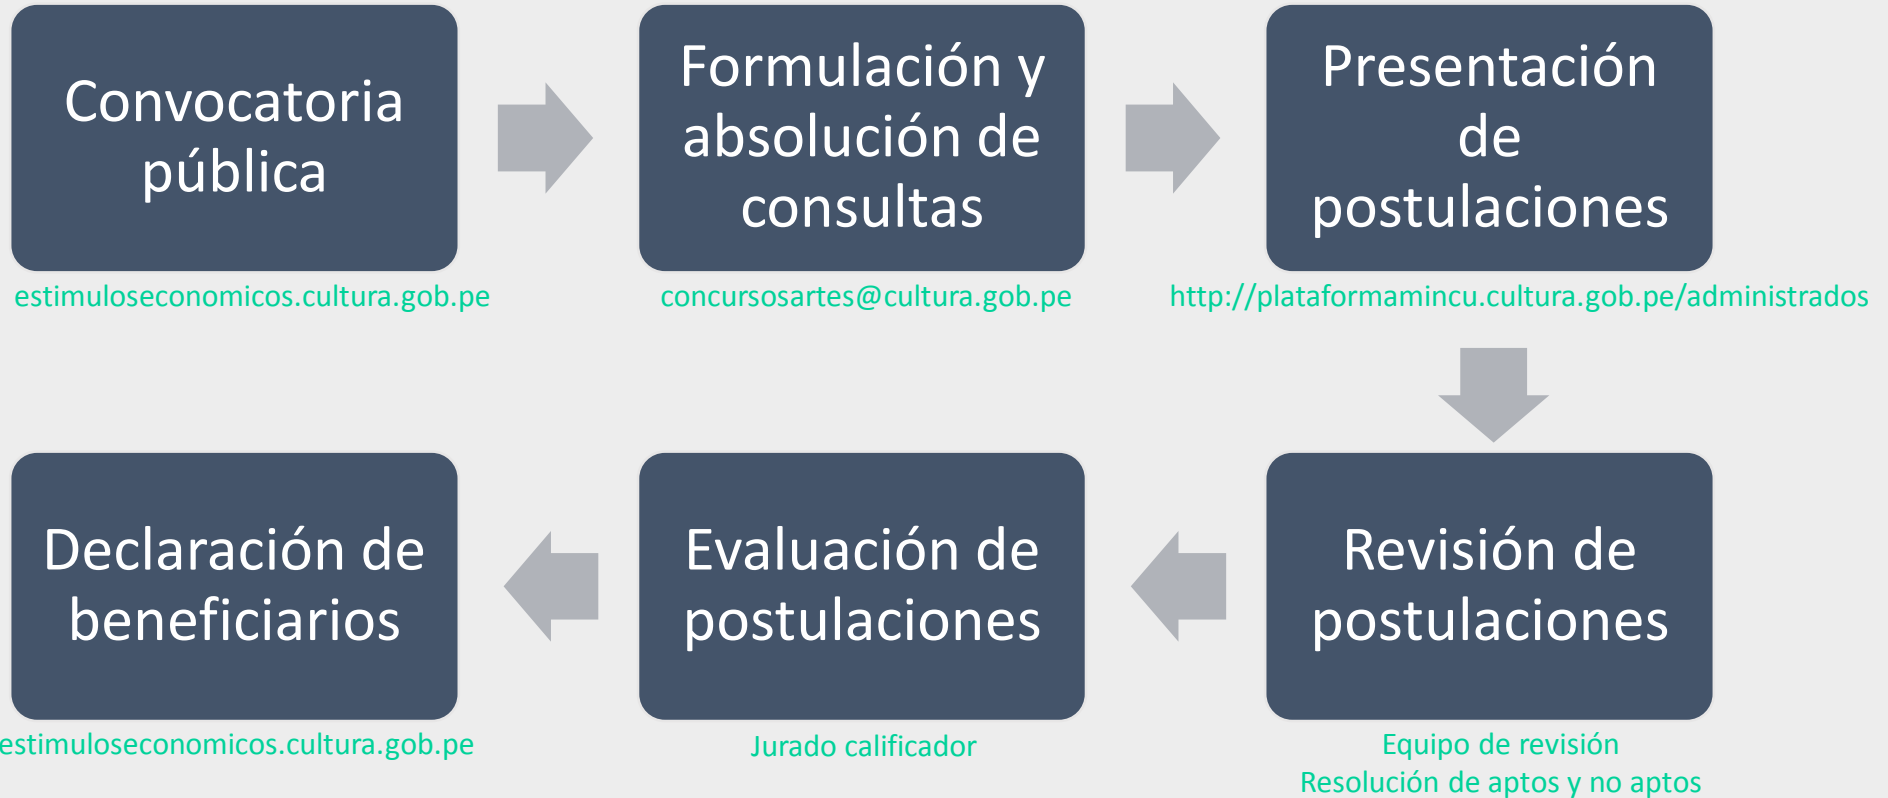 Convocatoria
pública
estimuloseconomicos.cultura.gob.pe
Formulación y
absolución de
consultas
concursosartes@cultura.gob.pe
Presentación
de
postulaciones
http://plataformamincu.cultura.gob.pe/administrados
Revisión de
postulaciones
Equipo de revisión
Resolución de aptos y no aptos
Evaluación de
postulaciones
Jurado calificador
Declaración de
beneficiarios
estimuloseconomicos.cultura.gob.pe